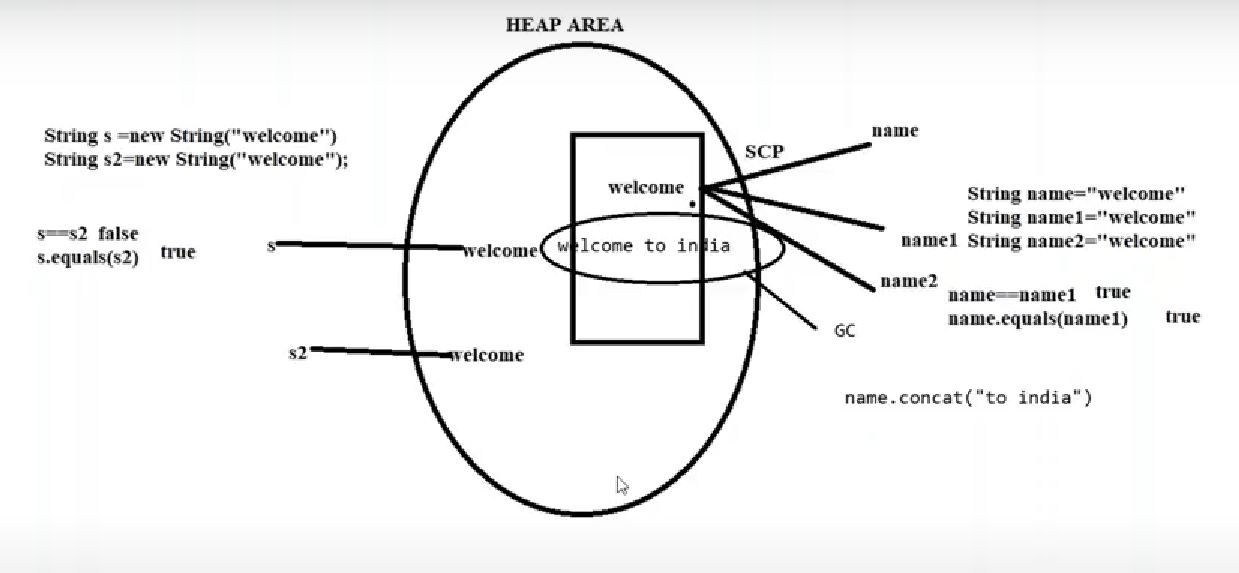 HEAP AREA
String s =new String("welcome")
String s2=new String("welcome");
s==s2 false
s.equals(s2) true
s
welcome
s2
welcome
SCP
welcome
welcome to india
GC
name
name1
name2
String name="welcome"
String name1="welcome"
String name2="welcome"
name==name1 true
name.equals(name1) true
name.concat("to india")